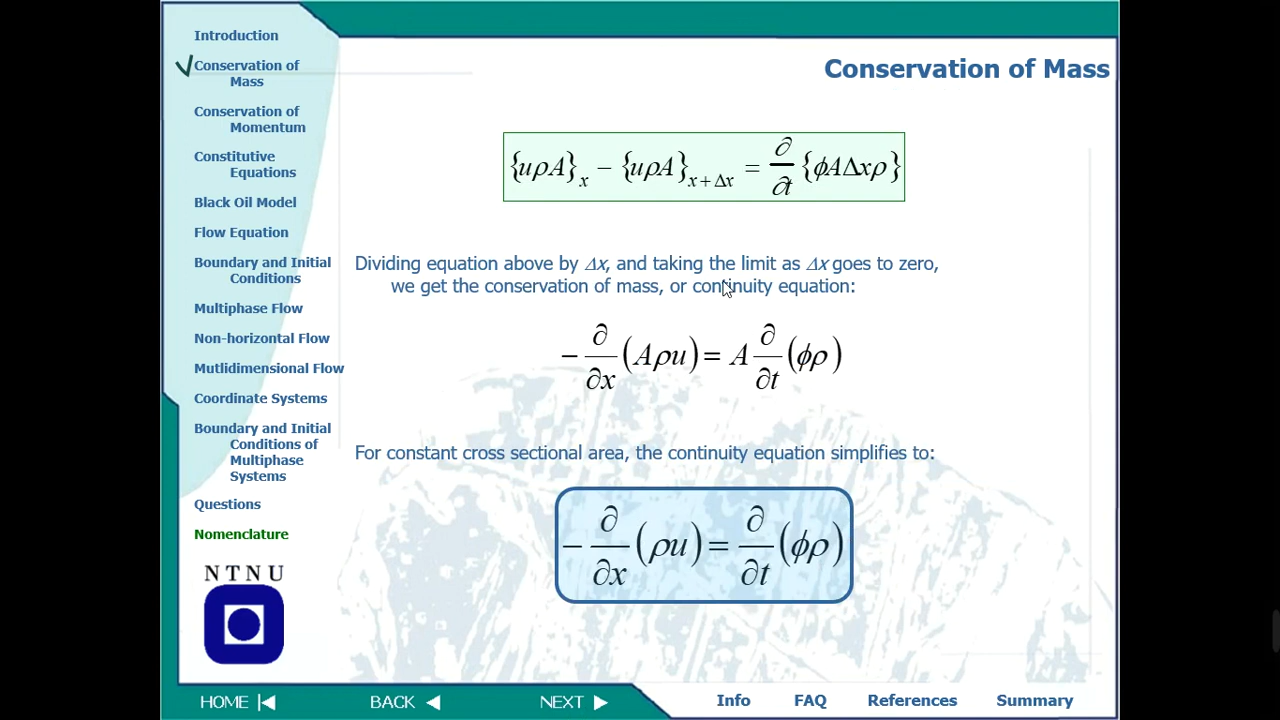 Introduction
Conservation of
Mass
Conservation of
Momentum
Constitutive
Equations
Black Oil Model
Flow Equation
Boundary and Initial
Conditions
Multiphase Flow
Non-horizontal Flow
Mutlidimensional Flow
Coordinate Systems
Boundary and Initial
Conditions of
Multiphase
Systems
Questions
Nomenclature
NTNU
Conservation of Mass
{uρA}ₓ − {uρA}ₓ₊Δₓ = ∂/∂t {ϕAΔxρ}
Dividing equation above by Δx, and taking the limit as Δx goes to zero,
we get the conservation of mass, or continuity equation:
− ∂/∂x (Aρu) = A ∂/∂t (ϕρ)
For constant cross sectional area, the continuity equation simplifies to:
− ∂/∂x (ρu) = ∂/∂t (ϕρ)
HOME BACK NEXT Info FAQ References Summary